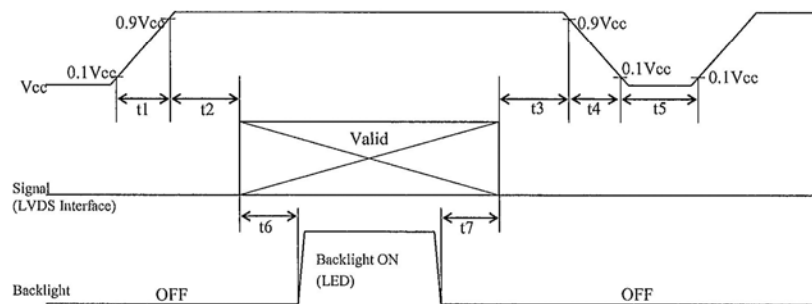 0.9Vcc
0.9Vcc
0.1Vcc
0.1Vcc
0.1Vcc
Vcc
t1
t2
t3
t4
t5
Valid
Signal
(LVDS Interface)
t6
t7
Backlight ON
(LED)
Backlight
OFF
OFF